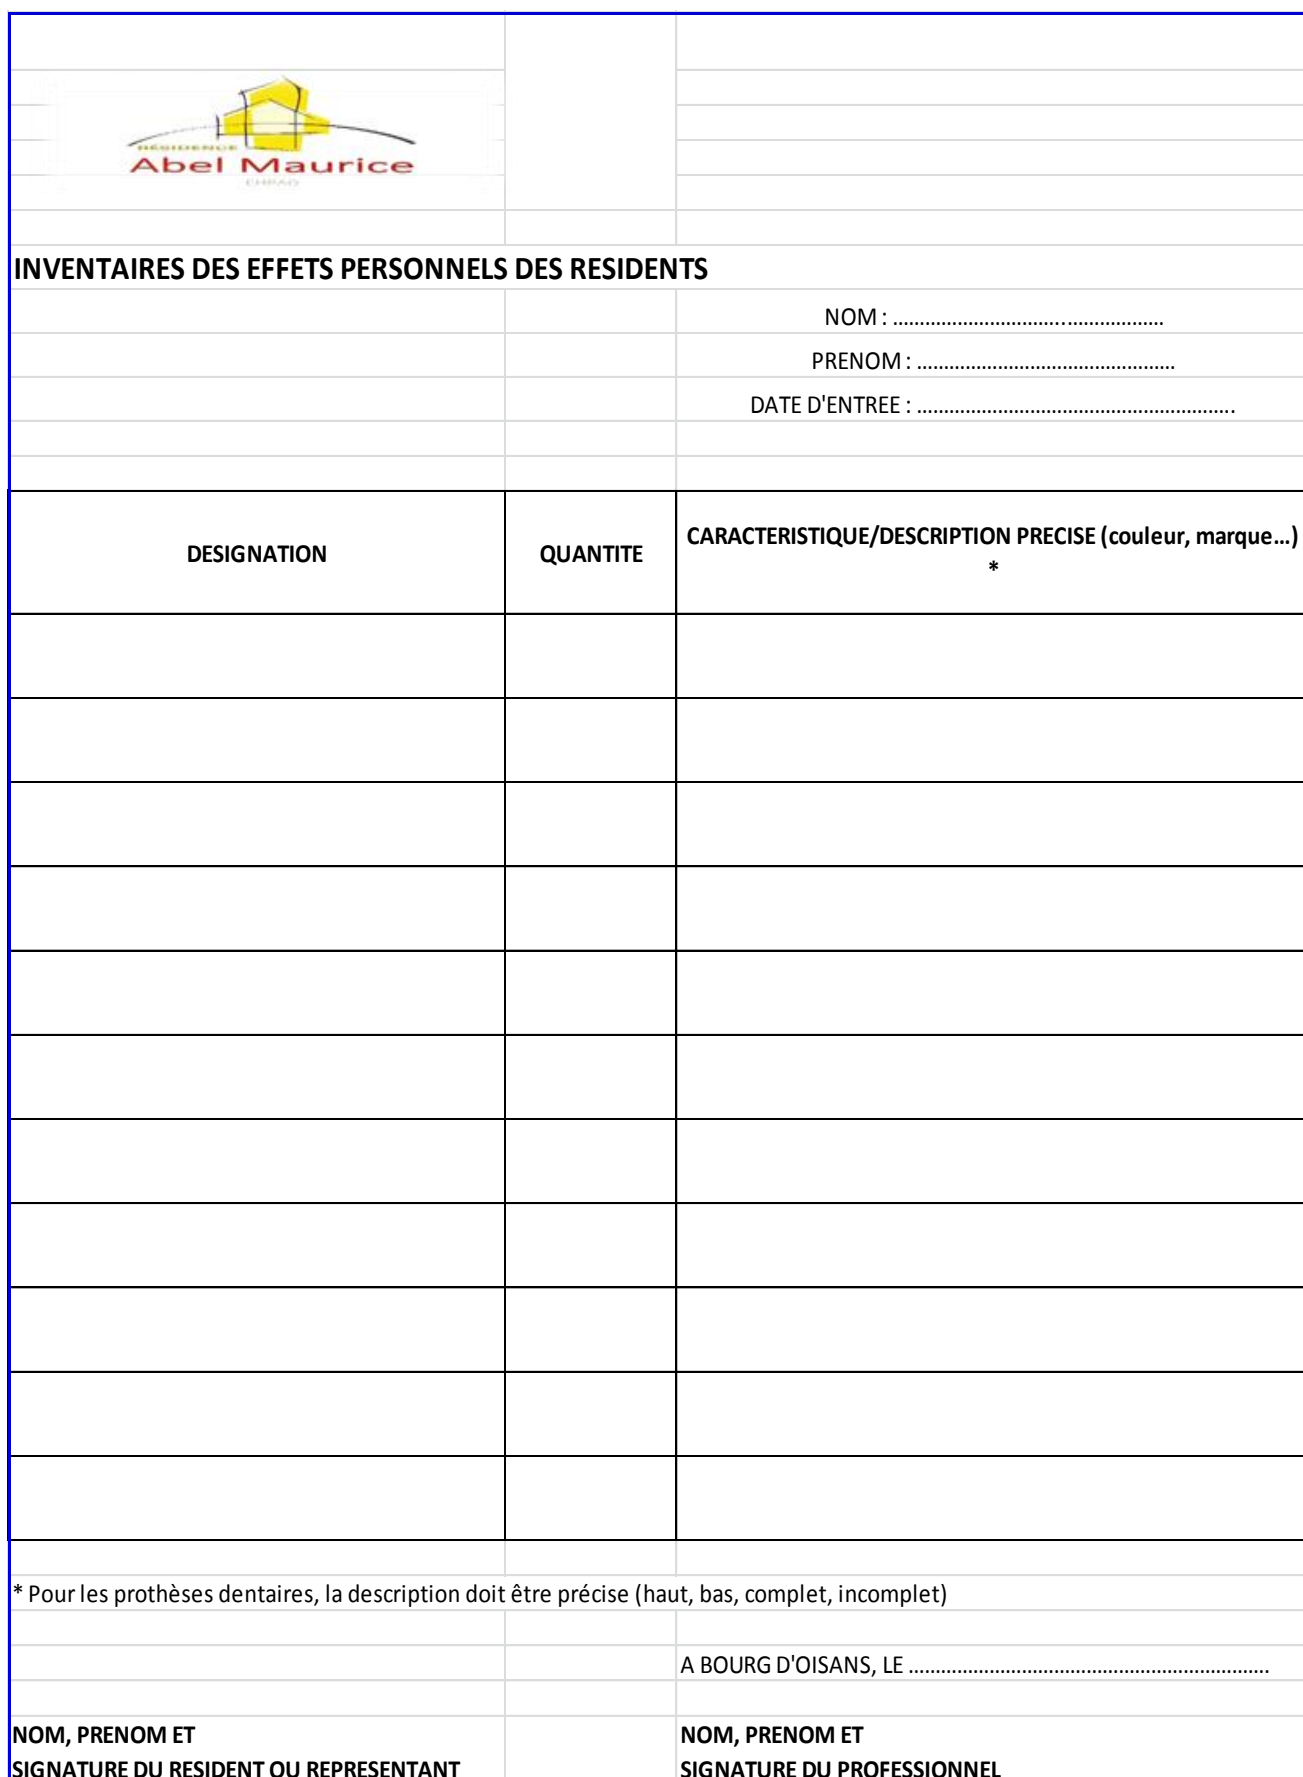 RÉSIDENCE
Abel Maurice
EHPAD
INVENTAIRES DES EFFETS PERSONNELS DES RESIDENTS
NOM : ....................................................
PRENOM : ................................................
DATE D'ENTREE : ............................................................
DESIGNATION
QUANTITE
CARACTERISTIQUE/DESCRIPTION PRECISE (couleur, marque...)
*
* Pour les prothèses dentaires, la description doit être précise (haut, bas, complet, incomplet)
A BOURG D'OISANS, LE ...................................................................
NOM, PRENOM ET
SIGNATURE DU RESIDENT OU REPRESENTANT
NOM, PRENOM ET
SIGNATURE DU PROFESSIONNEL